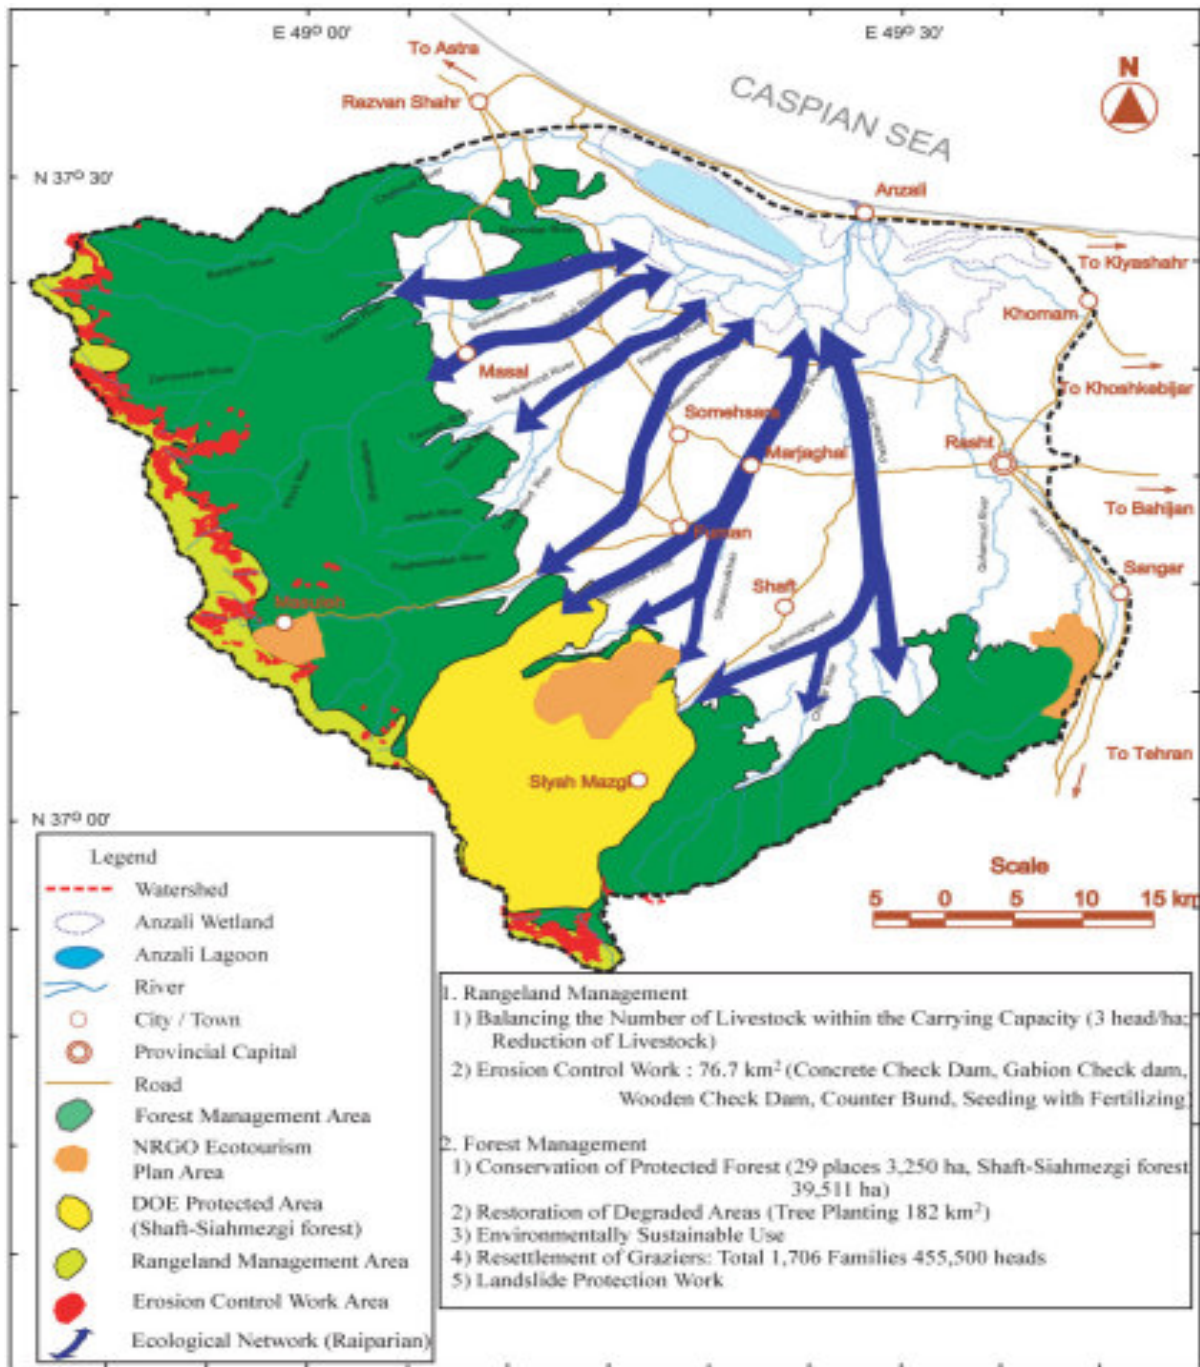 E 49º 00'
E 49º 30'
To Astra
N
Razvan Shahr
CASPIAN SEA
N 37º 30'
Anzali
To Kiyashahr
Khomam
Masal
To Khoshkebijar
Somehsara
Rasht
Marjaghal
To Bahijan
Fuman
Sangar
Shaft
Masuleh
To Tehran
Siyah Mazgi
N 37º 00'
Scale
5 0 5 10 15 km
Legend
Watershed
Anzali Wetland
Anzali Lagoon
River
City / Town
Provincial Capital
Road
Forest Management Area
NRGO Ecotourism
Plan Area
DOE Protected Area
(Shaft-Siahmezgi forest)
Rangeland Management Area
Erosion Control Work Area
Ecological Network (Raiparian)
1. Rangeland Management
1) Balancing the Number of Livestock within the Carrying Capacity (3 head/ha;
Reduction of Livestock)
2) Erosion Control Work : 76.7 km² (Concrete Check Dam, Gabion Check dam,
Wooden Check Dam, Counter Bund, Seeding with Fertilizing)
2. Forest Management
1) Conservation of Protected Forest (29 places 3,250 ha, Shaft-Siahmezgi forest
39,511 ha)
2) Restoration of Degraded Areas (Tree Planting 182 km²)
3) Environmentally Sustainable Use
4) Resettlement of Graziers: Total 1,706 Families 455,500 heads
5) Landslide Protection Work